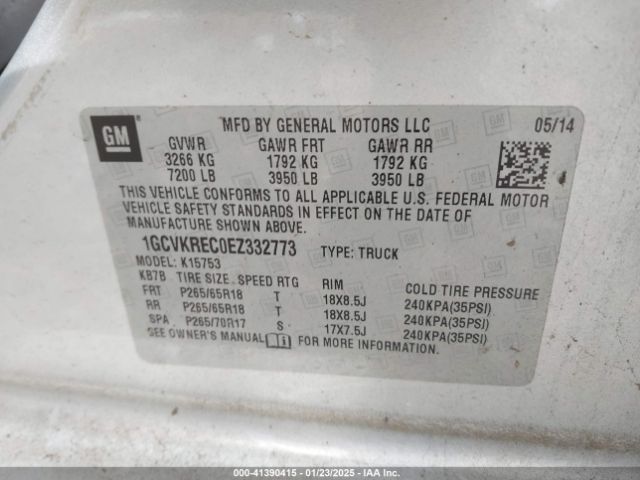 GM
MFD BY GENERAL MOTORS LLC 05/14
GVWR GAWR FRT GAWR RR
3266 KG 1792 KG 1792 KG
7200 LB 3950 LB 3950 LB
THIS VEHICLE CONFORMS TO ALL APPLICABLE U.S. FEDERAL MOTOR
VEHICLE SAFETY STANDARDS IN EFFECT ON THE DATE OF
MANUFACTURE SHOWN ABOVE.
1GCVKREC0EZ332773 TYPE: TRUCK
MODEL: K15753
KB7B TIRE SIZE SPEED RTG RIM COLD TIRE PRESSURE
FRT P265/65R18 T 18X8.5J 240KPA(35PSI)
RR P265/65R18 T 18X8.5J 240KPA(35PSI)
SPA P265/70R17 S 17X7.5J 240KPA(35PSI)
SEE OWNER'S MANUAL FOR MORE INFORMATION.
000-41390415 - 01/23/2025 - IAA Inc.